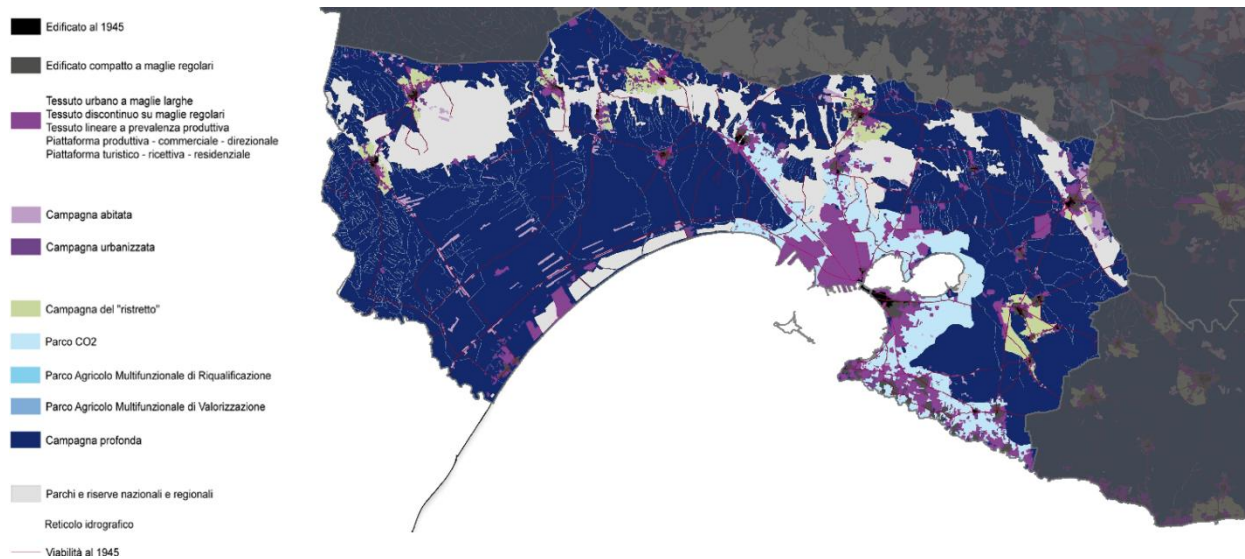 Edificato al 1945
Edificato compatto a maglie regolari
Tessuto urbano a maglie larghe
Tessuto discontinuo su maglie regolari
Tessuto lineare a prevalenza produttiva
Piattaforma produttiva - commerciale - direzionale
Piattaforma turistico - ricettiva - residenziale
Campagna abitata
Campagna urbanizzata
Campagna del "ristretto"
Parco CO2
Parco Agricolo Multifunzionale di Riqualificazione
Parco Agricolo Multifunzionale di Valorizzazione
Campagna profonda
Parchi e riserve nazionali e regionali
Reticolo idrografico
Viabilità al 1945